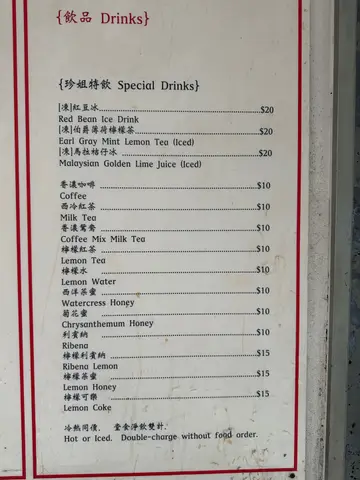 {飲品 Drinks}
{珍姐特飲 Special Drinks}
[凍]紅豆冰 $20
Red Bean Ice Drink
[凍]伯爵薄荷檸檬茶 $20
Earl Gray Mint Lemon Tea (Iced)
[凍]馬拉桔仔冰 $20
Malaysian Golden Lime Juice (Iced)
香濃咖啡 $10
Coffee
西冷紅茶 $10
Milk Tea
香濃鴛鴦 $10
Coffee Mix Milk Tea
檸檬紅茶 $10
Lemon Tea
檸檬水 $10
Lemon Water
西洋菜蜜 $10
Watercress Honey
菊花蜜 $10
Chrysanthemum Honey
利賓納 $10
Ribena
檸檬利賓納 $15
Ribena Lemon
檸檬茶蜜 $15
Lemon Honey
檸檬可樂 $15
Lemon Coke
冷熱同價. 堂食淨飲雙計.
Hot or Iced. Double-charge without food order.